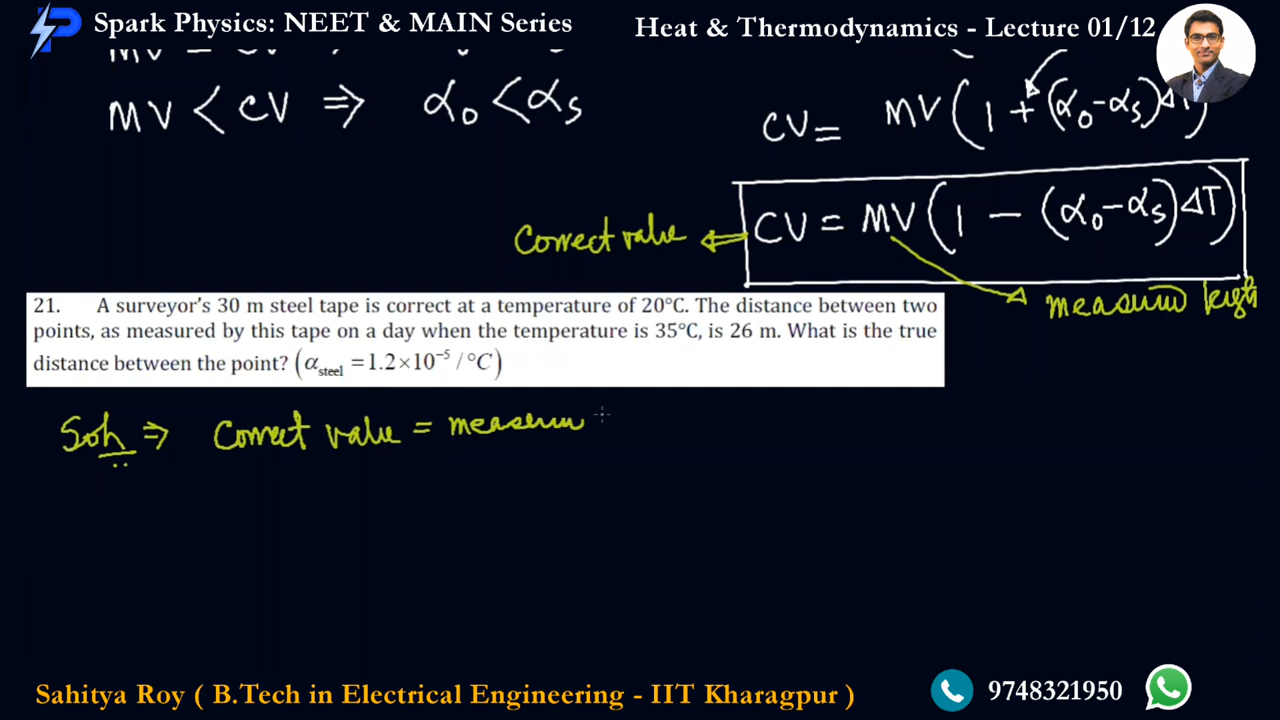 Spark Physics: NEET & MAIN Series
Heat & Thermodynamics - Lecture 01/12
MV < CV ⇒ α₀ < αₛ
CV = MV(1 + (α₀-αₛ)ΔT)
CV = MV(1 - (α₀-αₛ)ΔT)
Correct value
21. A surveyor's 30 m steel tape is correct at a temperature of 20°C. The distance between two
points, as measured by this tape on a day when the temperature is 35°C, is 26 m. What is the true
distance between the point? (α_steel = 1.2×10⁻⁵ / °C)
Soln ⇒ Correct value =
Sahitya Roy ( B.Tech in Electrical Engineering - IIT Kharagpur )
9748321950